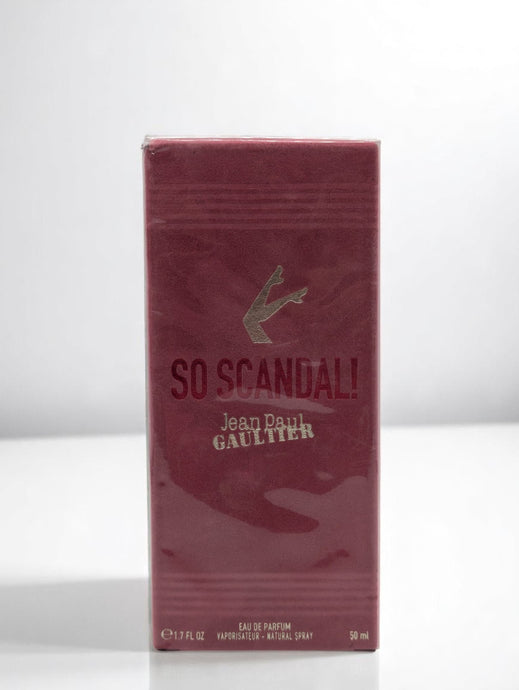 SO SCANDAL!
Jean Paul
GAULTIER
EAU DE PARFUM
℮1.7 FL OZ VAPORISATEUR - NATURAL SPRAY 50 ml